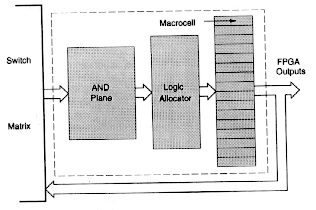 Macrocell
Switch
Matrix
AND
Plane
Logic
Allocator
FPGA
Outputs